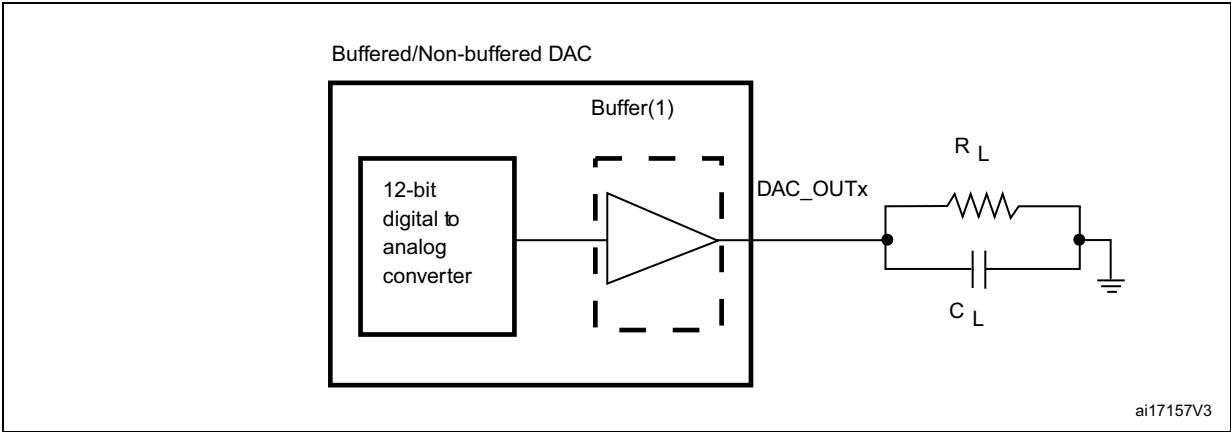 Buffered/Non-buffered DAC
Buffer(1)
12-bit
digital to
analog
converter
DAC_OUTx
R L
C L
ai17157V3